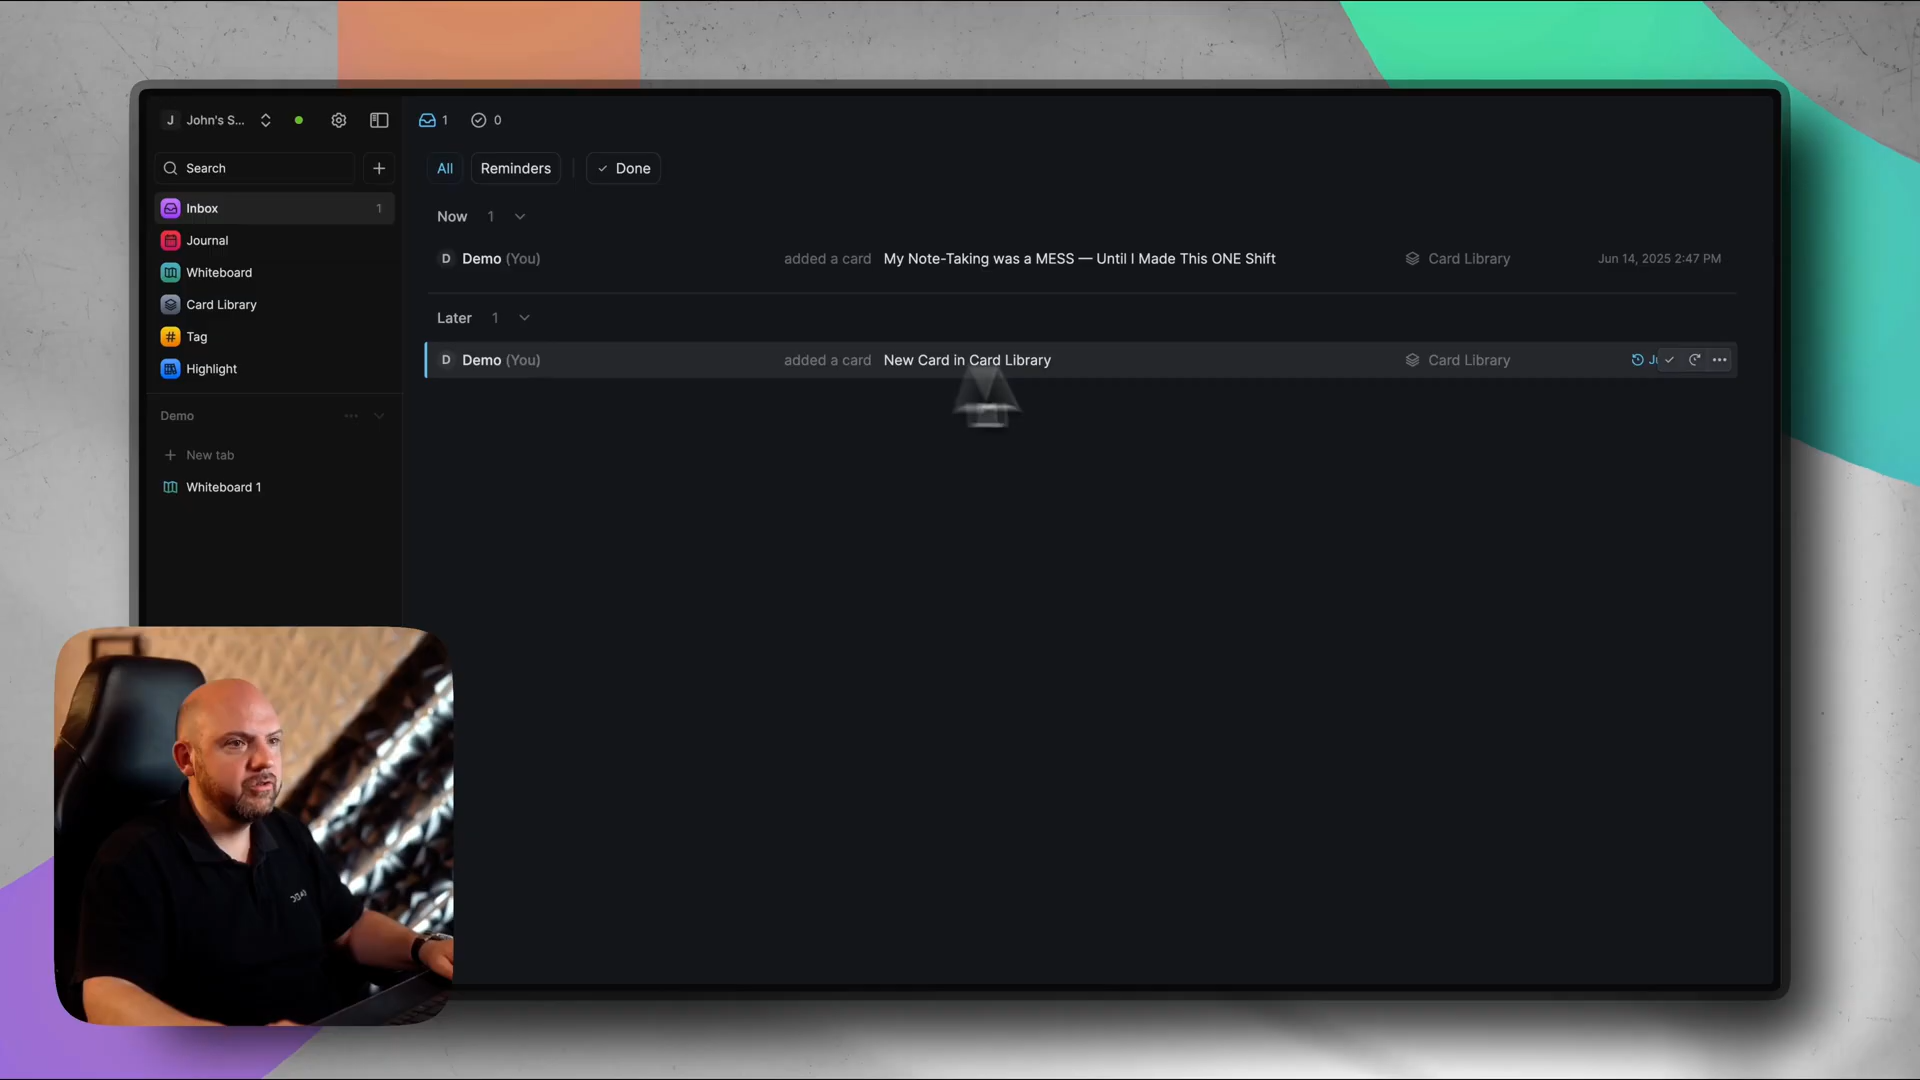 J John's S...
1
0
Search
All
Reminders
Done
Inbox 1
Journal
Whiteboard
Card Library
Tag
Highlight
Now 1
D Demo (You) added a card My Note-Taking was a MESS — Until I Made This ONE Shift Card Library Jun 14, 2025 2:47 PM
Later 1
D Demo (You) added a card New Card in Card Library Card Library
Demo
New tab
Whiteboard 1